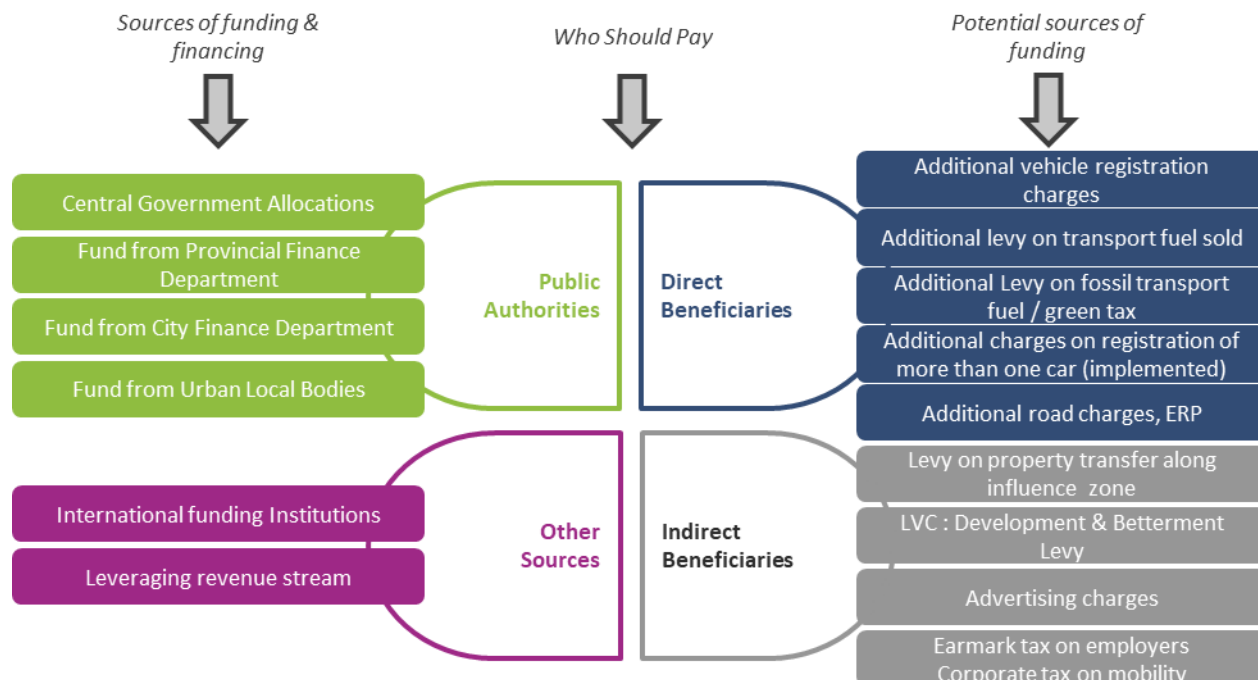 Sources of funding &
financing
Who Should Pay
Potential sources of
funding
Central Government Allocations
Fund from Provincial Finance
Department
Fund from City Finance Department
Fund from Urban Local Bodies
Public
Authorities
Direct
Beneficiaries
Additional vehicle registration
charges
Additional levy on transport fuel sold
Additional Levy on fossil transport
fuel / green tax
Additional charges on registration of
more than one car (implemented)
Additional road charges, ERP
International funding Institutions
Leveraging revenue stream
Other
Sources
Indirect
Beneficiaries
Levy on property transfer along
influence zone
LVC : Development & Betterment
Levy
Advertising charges
Earmark tax on employers
Corporate tax on mobility